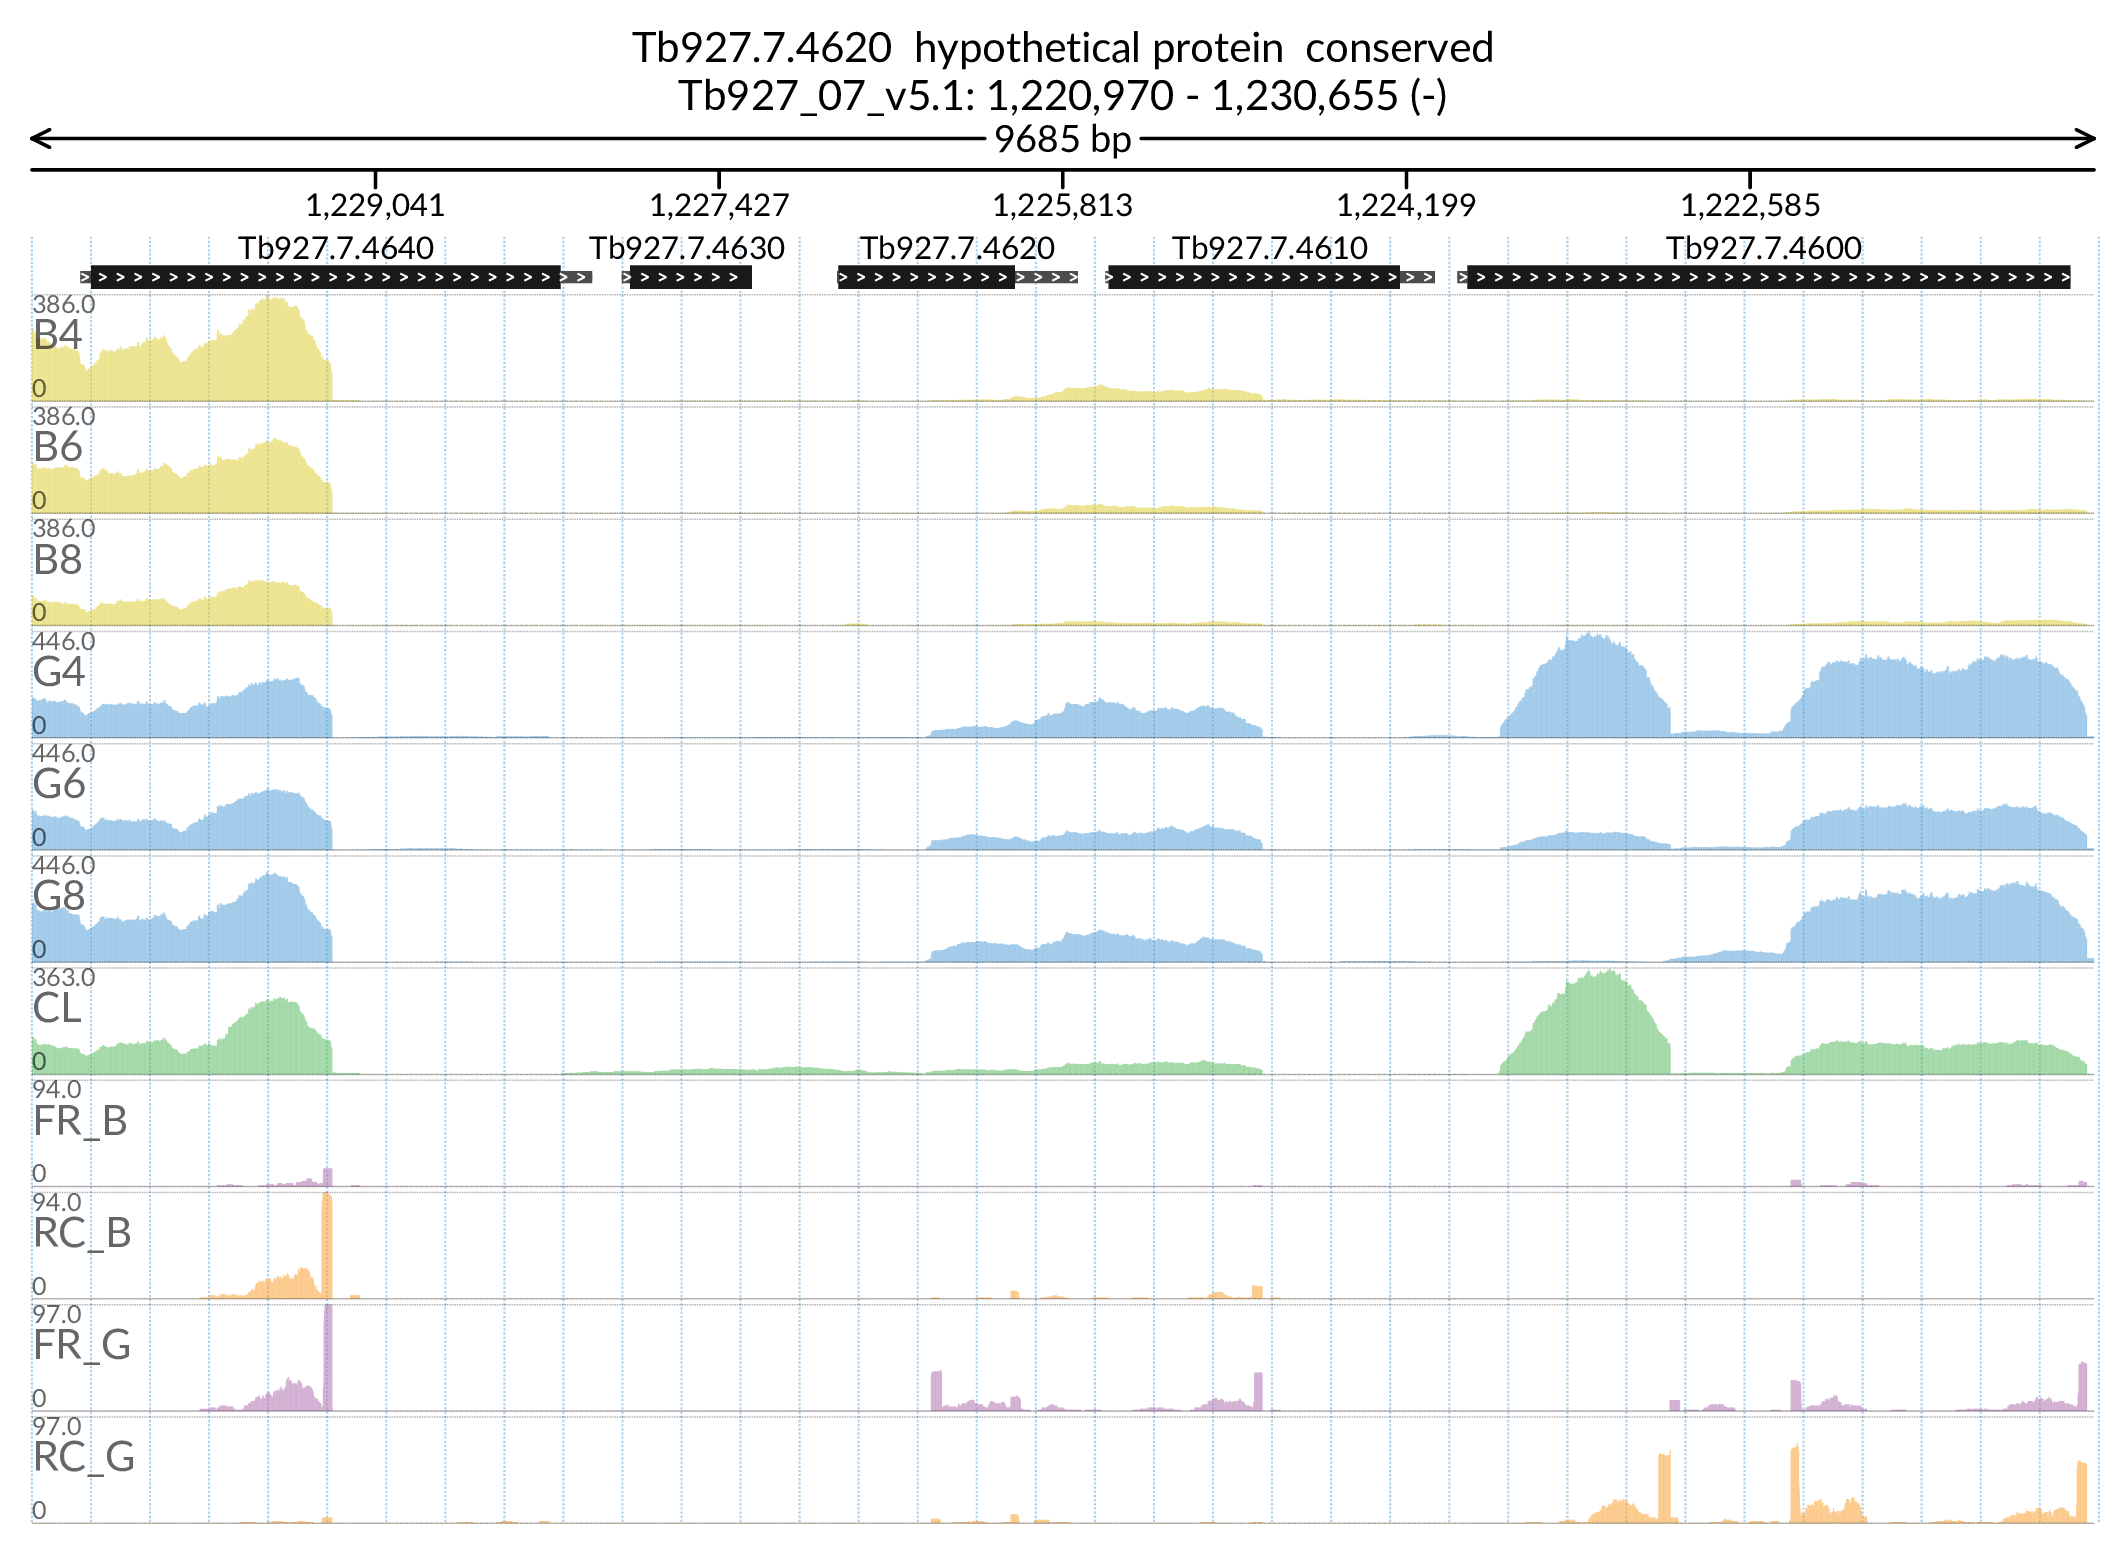 Tb927.7.4620  hypothetical protein  conserved
Tb927_07_v5.1: 1,220,970 - 1,230,655 (-)
9685 bp
1,229,041 1,227,427 1,225,813 1,224,199 1,222,585
Tb927.7.4640 Tb927.7.4630 Tb927.7.4620 Tb927.7.4610 Tb927.7.4600
386.0
B4
0
386.0
B6
0
386.0
B8
0
446.0
G4
0
446.0
G6
0
446.0
G8
0
363.0
CL
0
94.0
FR_B
0
94.0
RC_B
0
97.0
FR_G
0
97.0
RC_G
0